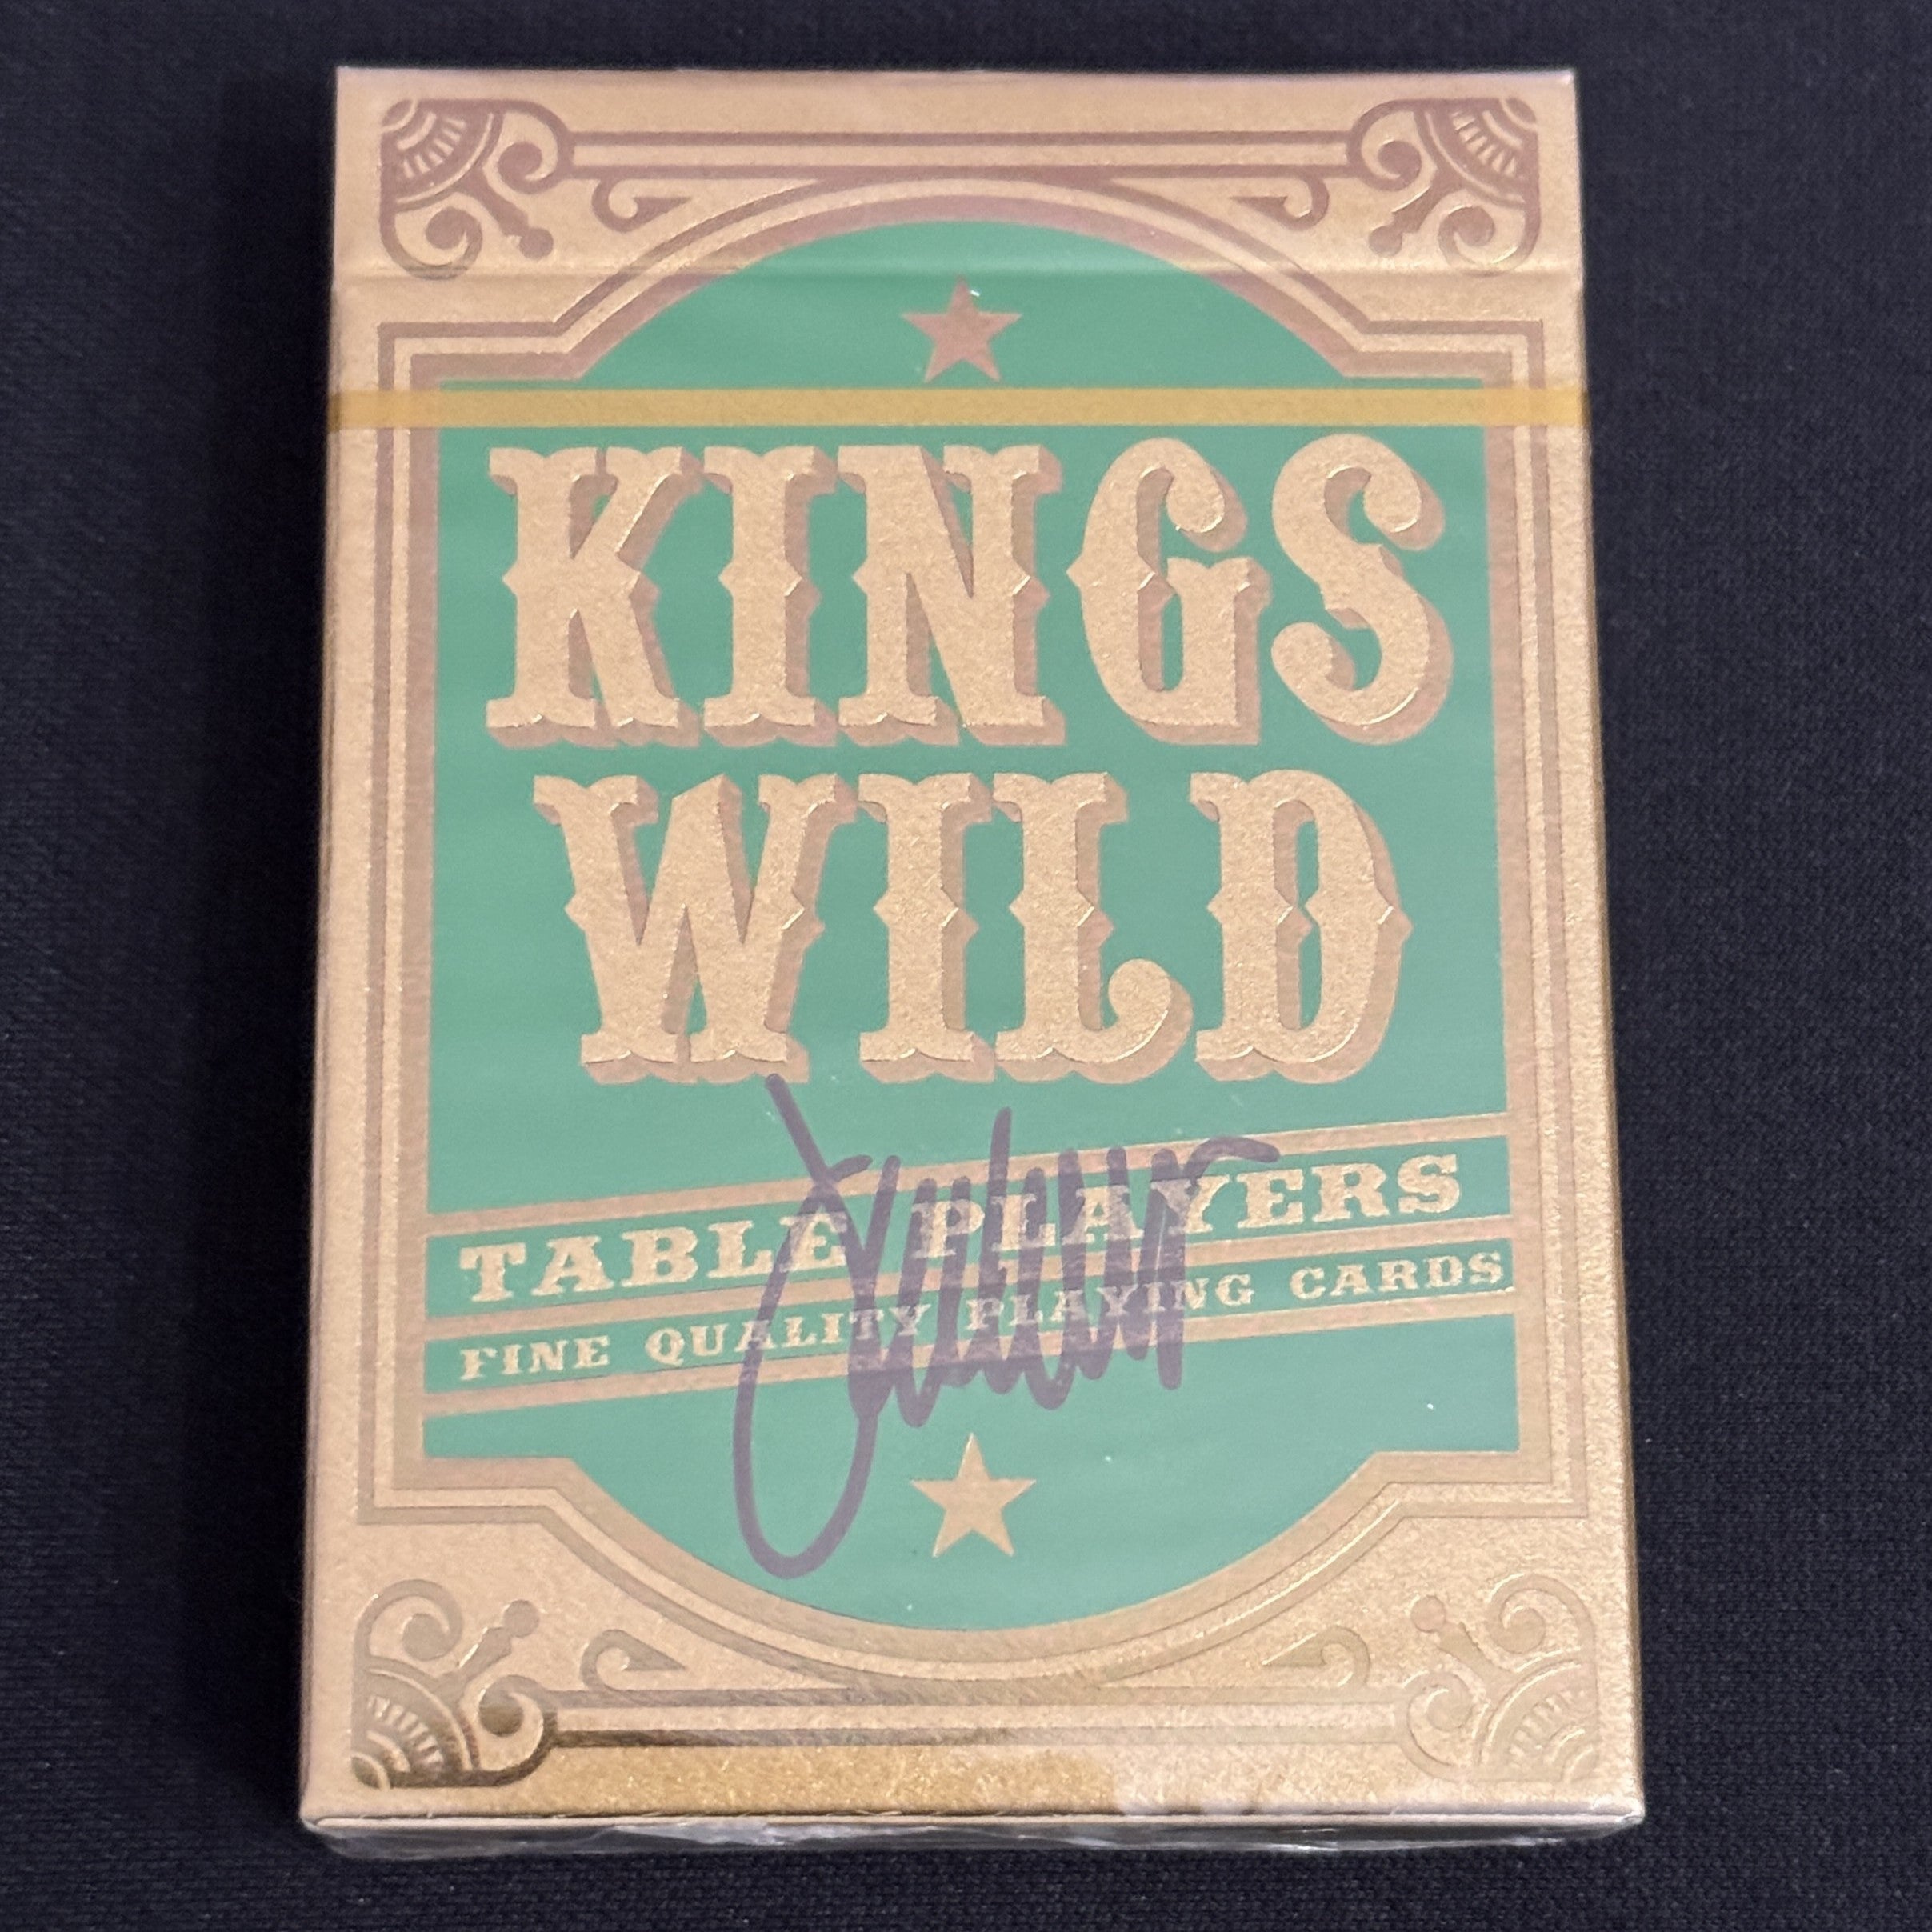 KINGS
WILD
TABLE PLAYERS
FINE QUALITY PLAYING CARDS